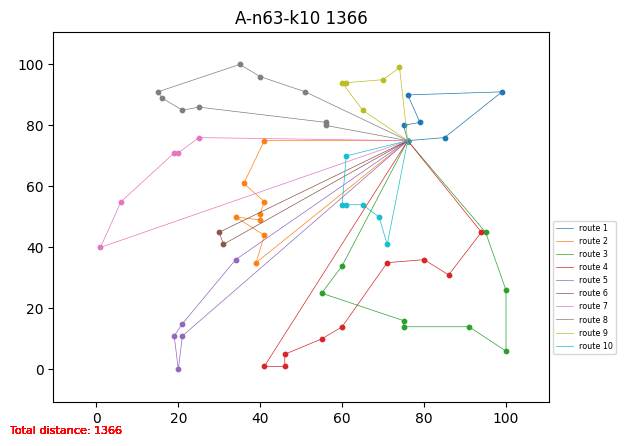 A-n63-k10 1366
100
80
60
40
20
0
0
20
40
60
80
100
route 1
route 2
route 3
route 4
route 5
route 6
route 7
route 8
route 9
route 10
Total distance: 1366